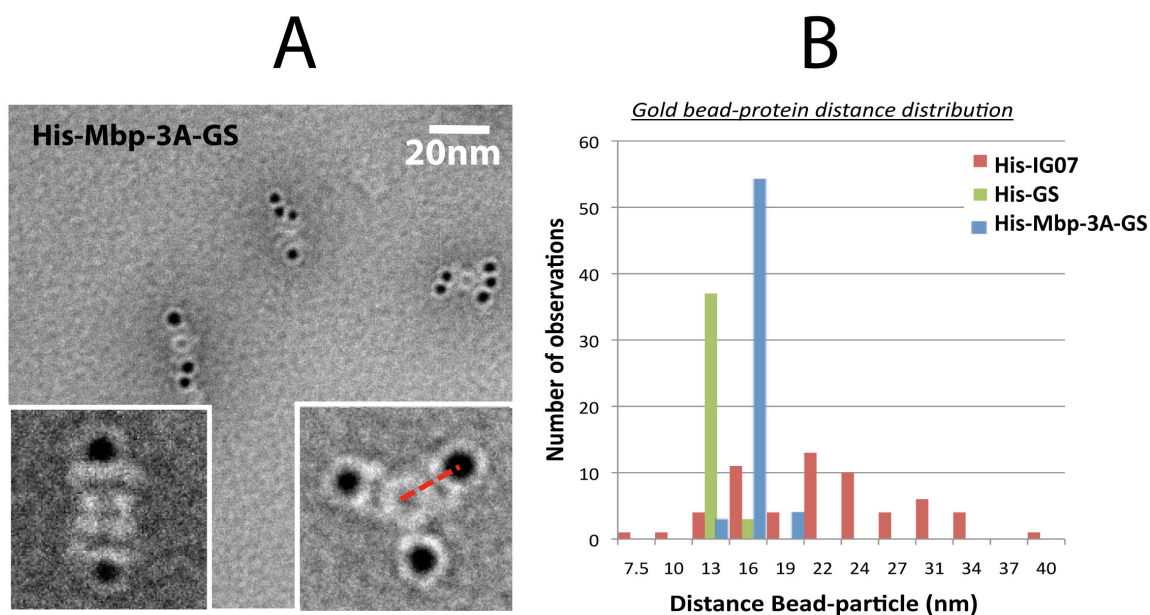 A
B
His-Mbp-3A-GS
20nm
Gold bead-protein distance distribution
Number of observations
60
50
40
30
20
10
0
His-IG07
His-GS
His-Mbp-3A-GS
7.5 10 13 16 19 22 24 27 31 34 37 40
Distance Bead-particle (nm)